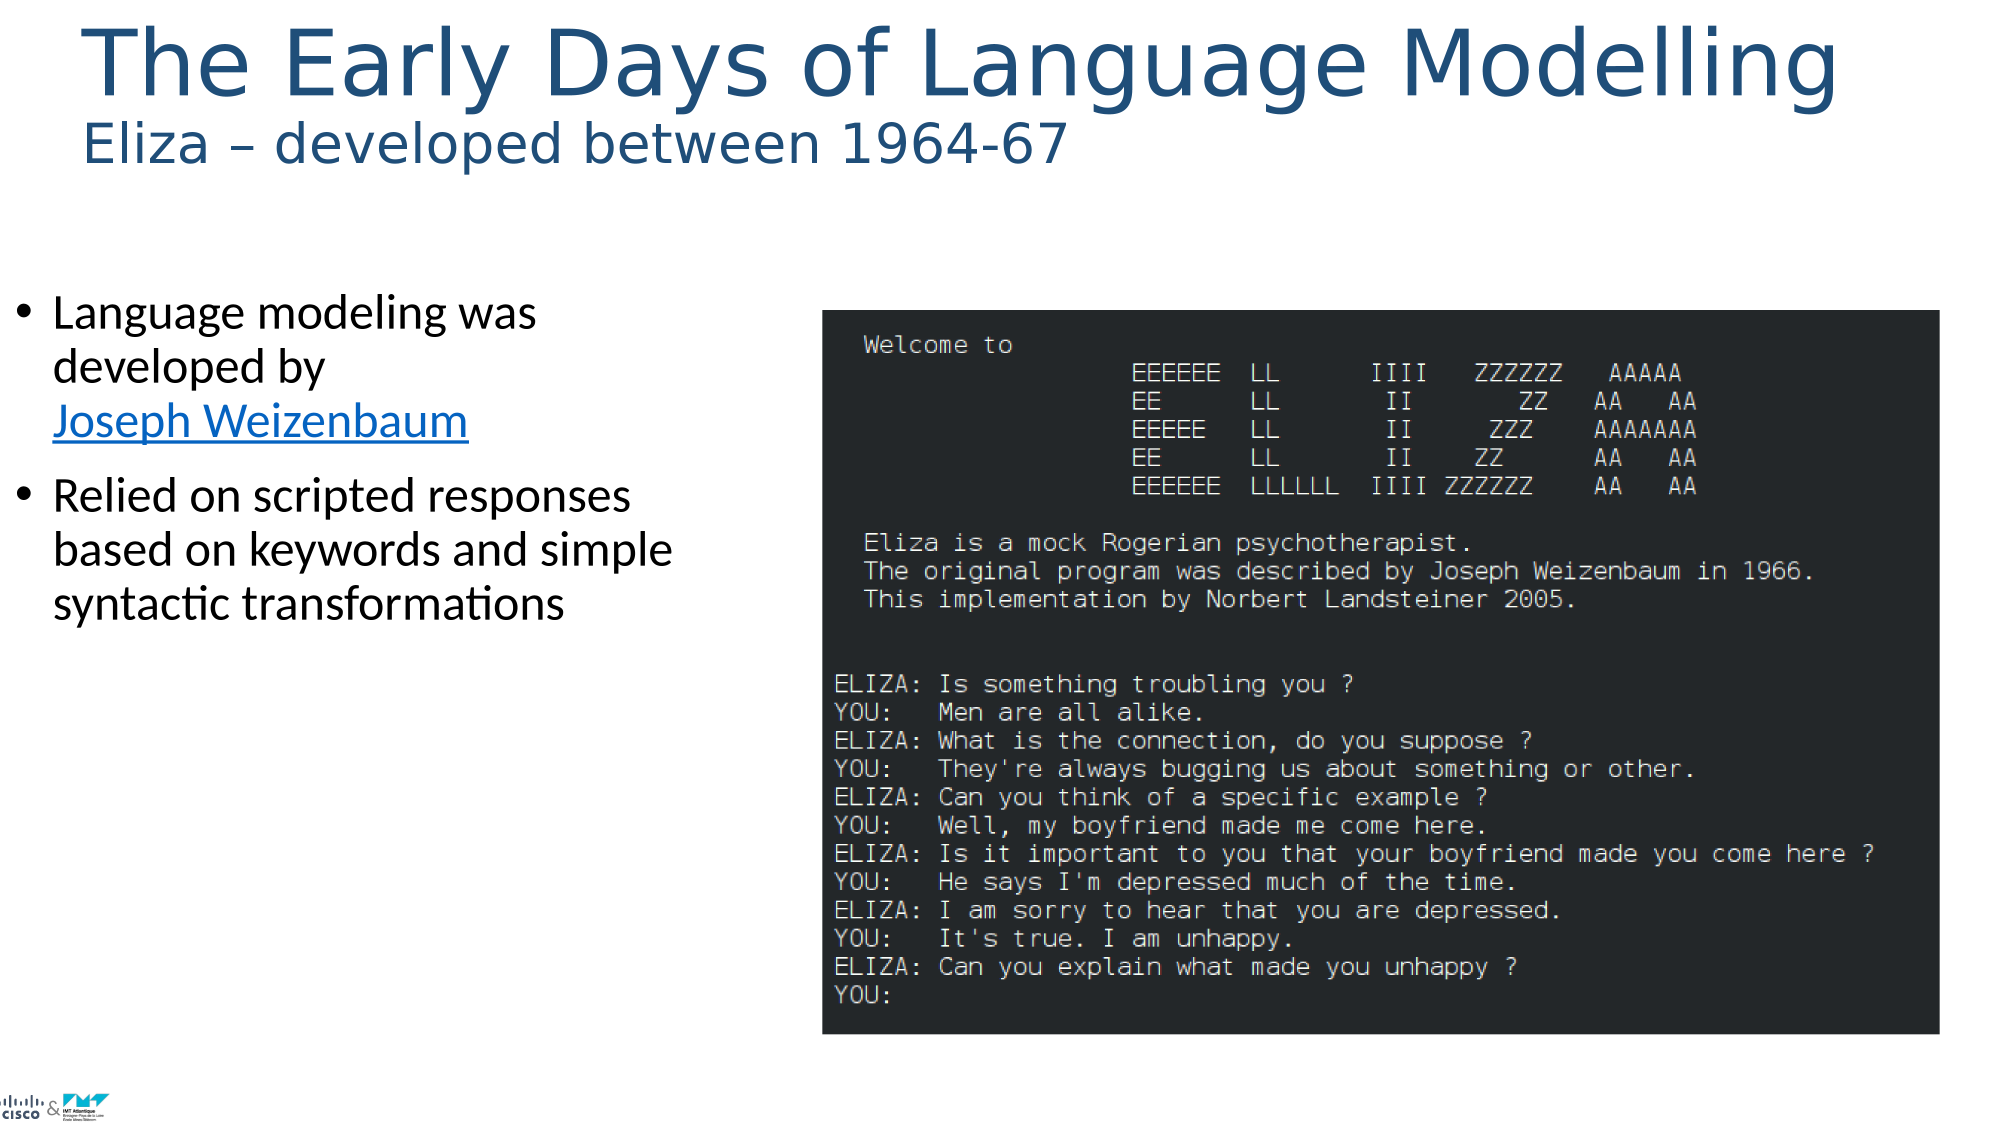 The Early Days of Language Modelling
Eliza – developed between 1964-67
• Language modeling was
developed by
Joseph Weizenbaum
• Relied on scripted responses
based on keywords and simple
syntactic transformations
Welcome to
EEEEEE  LL      IIII   ZZZZZZ   AAAAA
EE      LL       II       ZZ   AA   AA
EEEEE   LL       II     ZZZ    AAAAAAA
EE      LL       II    ZZ      AA   AA
EEEEEE  LLLLLL  IIII ZZZZZZ    AA   AA
Eliza is a mock Rogerian psychotherapist.
The original program was described by Joseph Weizenbaum in 1966.
This implementation by Norbert Landsteiner 2005.
ELIZA: Is something troubling you ?
YOU:   Men are all alike.
ELIZA: What is the connection, do you suppose ?
YOU:   They're always bugging us about something or other.
ELIZA: Can you think of a specific example ?
YOU:   Well, my boyfriend made me come here.
ELIZA: Is it important to you that your boyfriend made you come here ?
YOU:   He says I'm depressed much of the time.
ELIZA: I am sorry to hear that you are depressed.
YOU:   It's true. I am unhappy.
ELIZA: Can you explain what made you unhappy ?
YOU:
CISCO & IMT Atlantique
Bretagne-Pays de la Loire
École Mines-Télécom